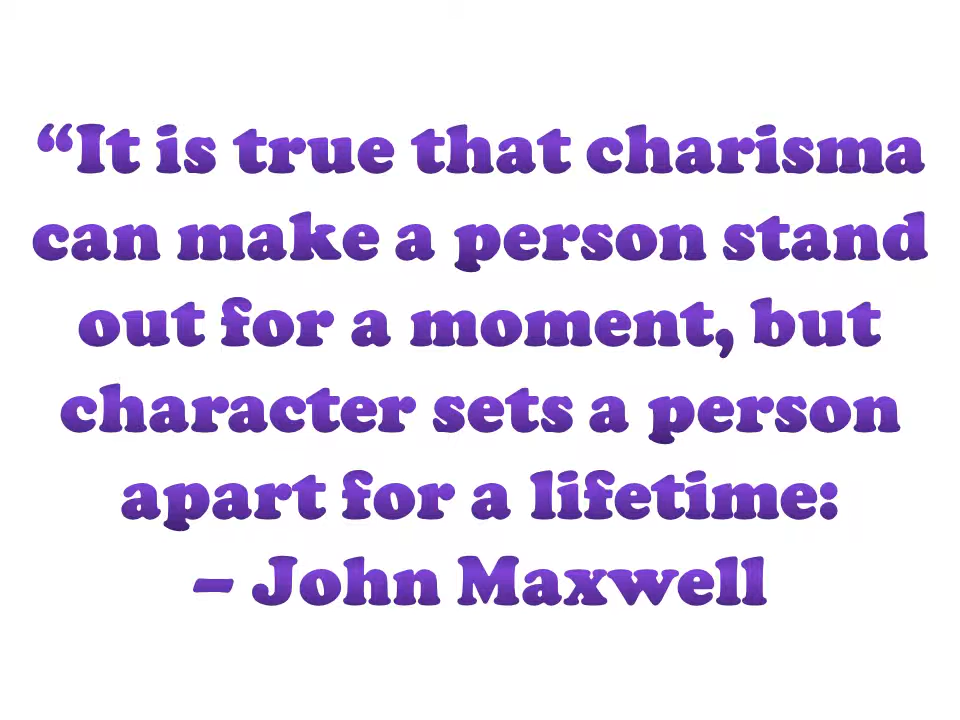 “It is true that charisma
can make a person stand
out for a moment, but
character sets a person
apart for a lifetime:
– John Maxwell